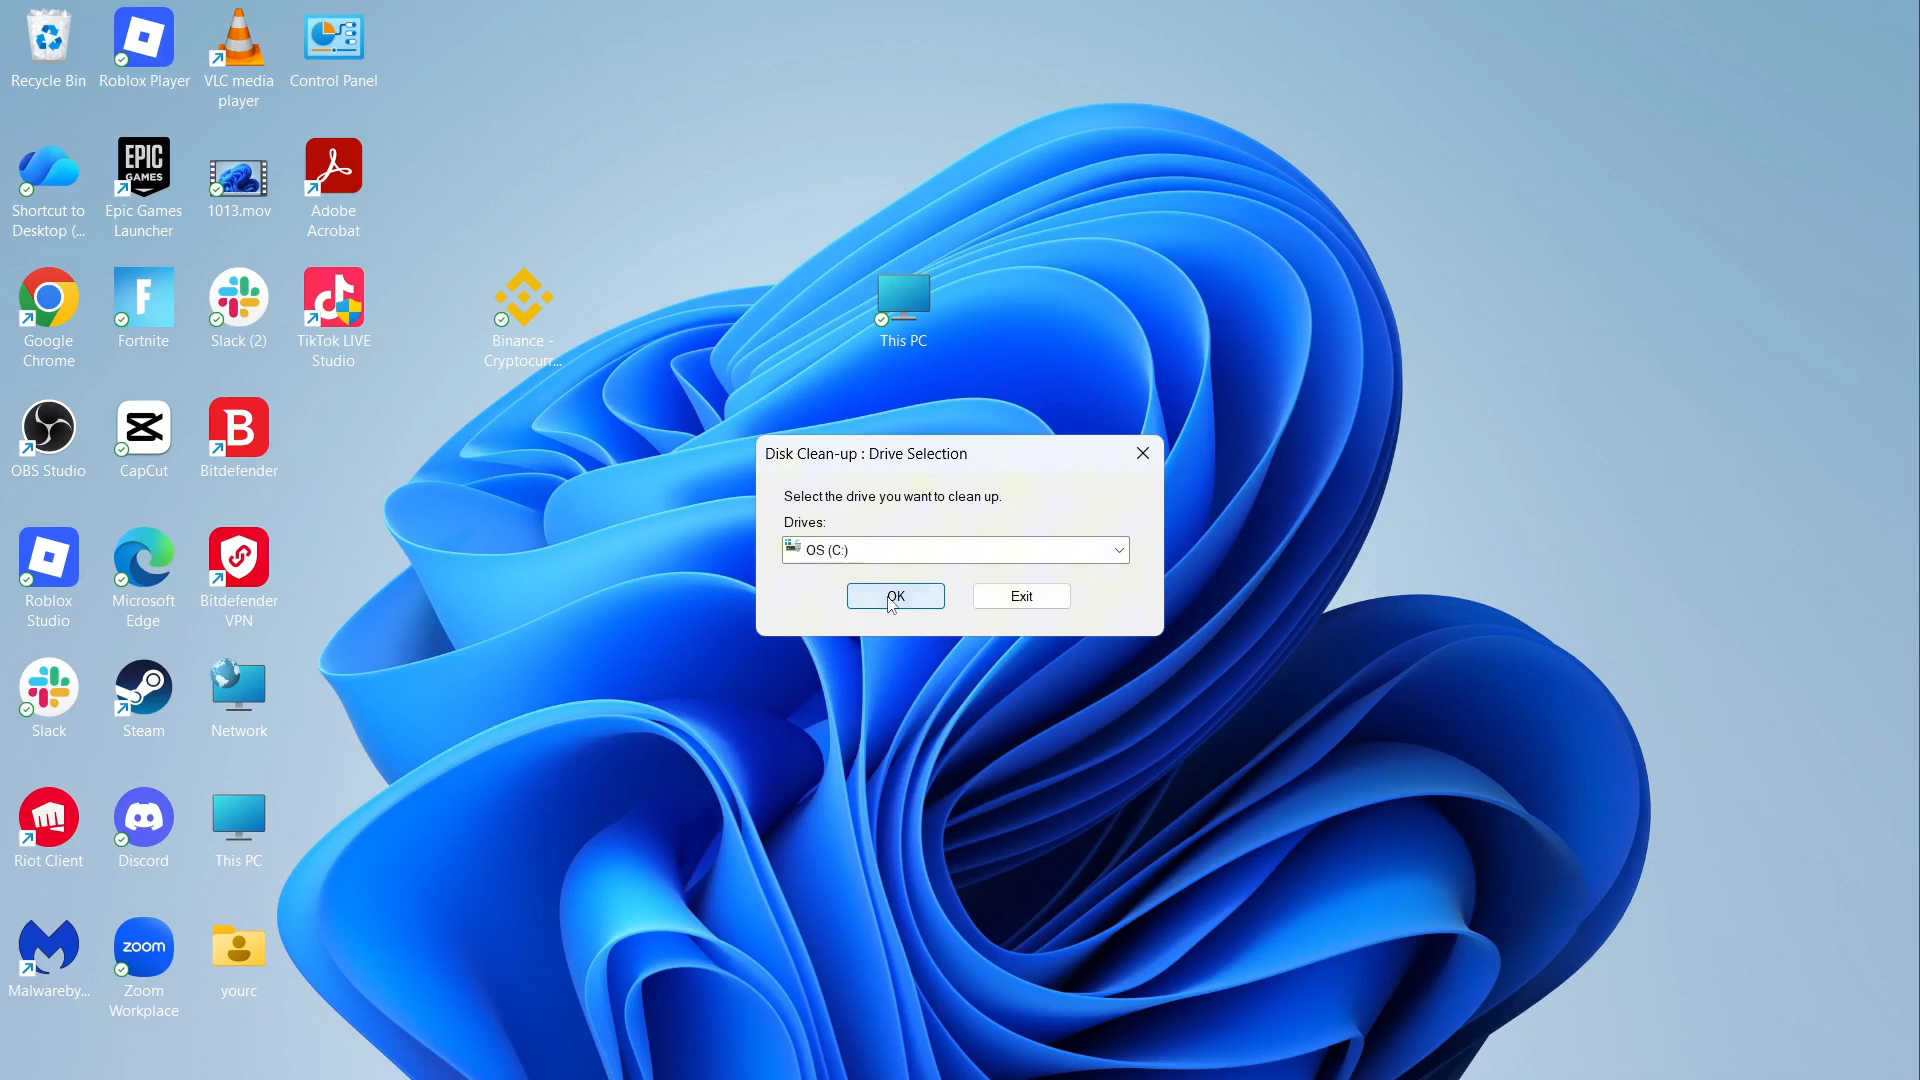 Recycle Bin
Roblox Player
VLC media
player
Control Panel
Shortcut to
Desktop (...
EPIC
GAMES
Epic Games
Launcher
1013.mov
Adobe
Acrobat
Google
Chrome
F
Fortnite
Slack (2)
TikTok LIVE
Studio
Binance -
Cryptocurr...
This PC
OBS Studio
CapCut
B
Bitdefender
Disk Clean-up : Drive Selection
Select the drive you want to clean up.
Drives:
OS (C:)
OK
Exit
Roblox
Studio
Microsoft
Edge
Bitdefender
VPN
Slack
Steam
Network
Riot Client
Discord
This PC
Malwareby...
zoom
Zoom
Workplace
yourc